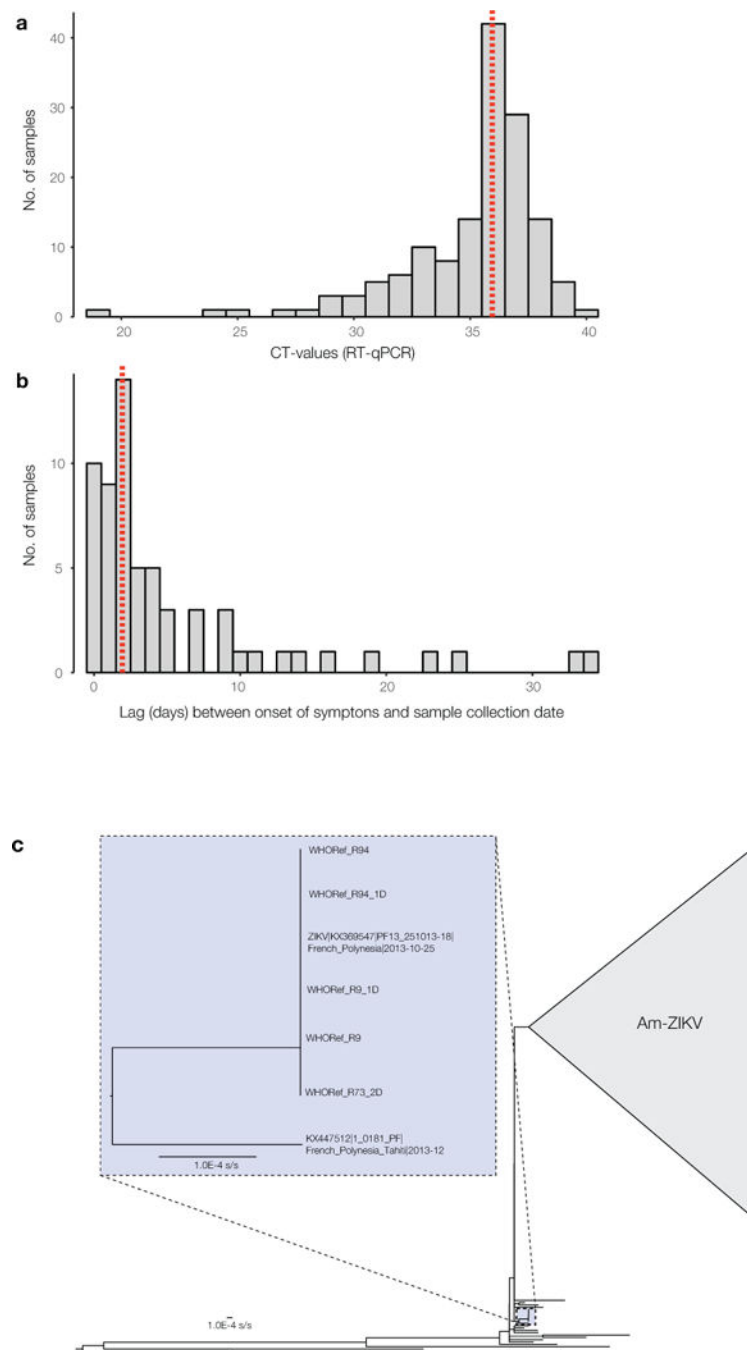 a
No. of samples
40
30
20
10
0
20
25
30
35
40
CT-values (RT-qPCR)
b
No. of samples
10
5
0
0
10
20
30
Lag (days) between onset of symptons and sample collection date
c
WHORef_R94
WHORef_R94_1D
ZIKV|KX369547|PF13_251013-18|
French_Polynesia|2013-10-25
WHORef_R9_1D
WHORef_R9
WHORef_R73_2D
KX447512|1_0181_PF|
French_Polynesia_Tahiti|2013-12
1.0E-4 s/s
Am-ZIKV
1.0E-4 s/s